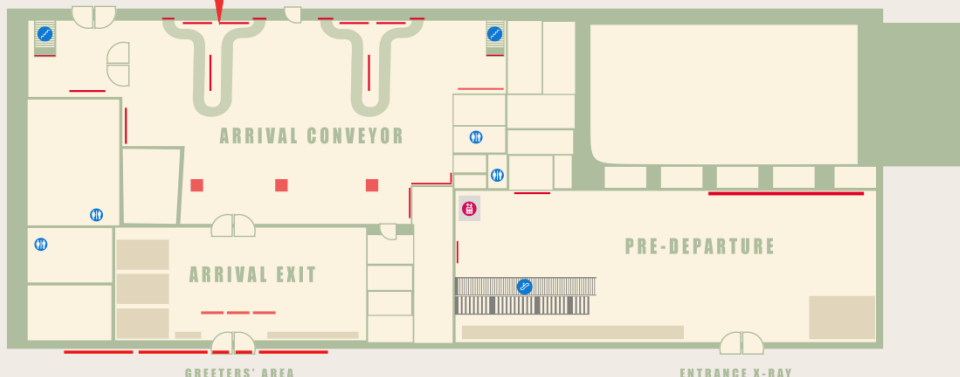 ARRIVAL CONVEYOR
PRE-DEPARTURE
ARRIVAL EXIT
GREETERS' AREA
ENTRANCE X-RAY